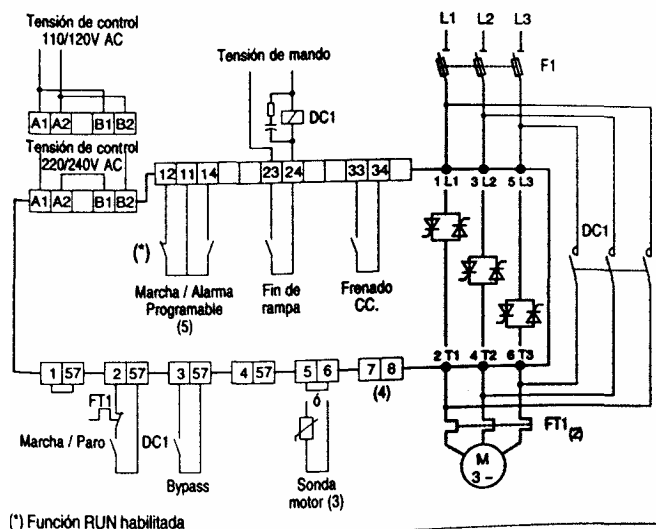 Tensión de control
110/120V AC
A1 A2 B1 B2
220/240V AC
Tensión de control
A1 A2 B1 B2
Tensión de mando
DC1
12 11 14 23 24 33 34
(*)
Marcha / Alarma
Programable
(5)
Fin de
rampa
Frenado
CC.
L1 L2 L3
F1
1 L1 3 L2 5 L3
DC1
2 T1 4 T2 6 T3
FT1 (2)
M
3 ~
1 57 2 57 3 57 4 57 5 6 7 8
(4)
FT1
ó
Marcha / Paro
DC1
Bypass
Sonda
motor (3)
(*) Función RUN habilitada